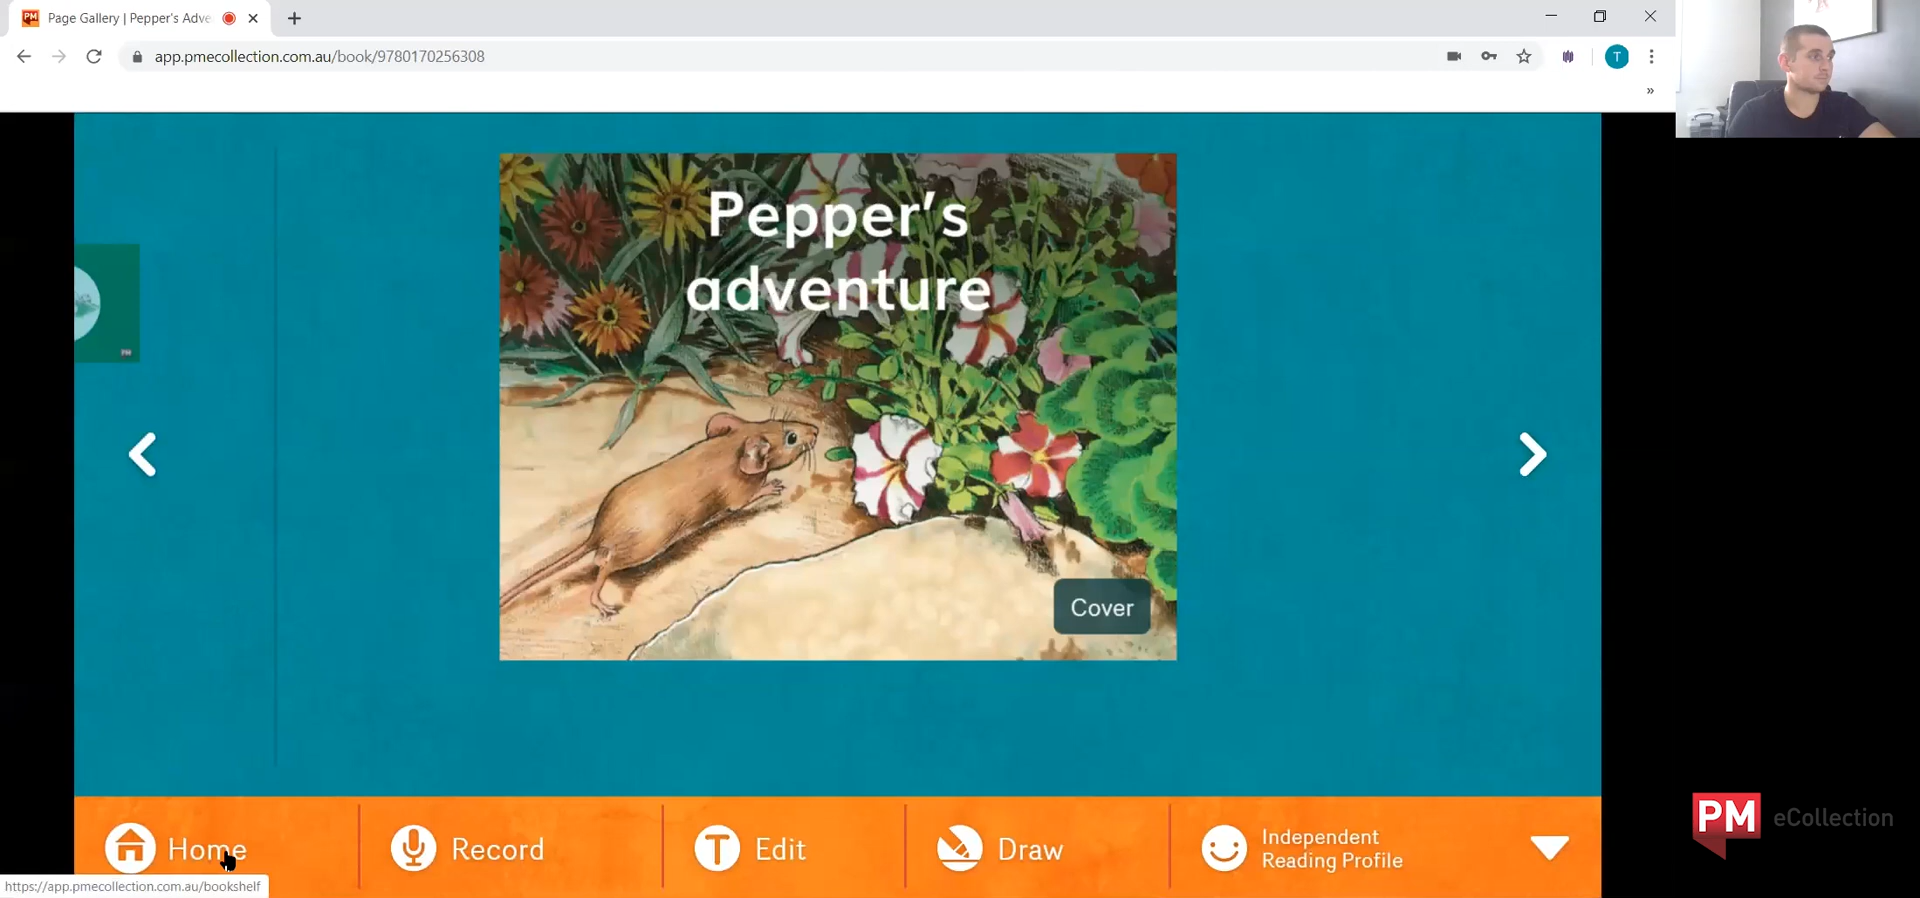 Page Gallery | Pepper's Adve
app.pmecollection.com.au/book/9780170256308
T
»
Pepper's
adventure
PM
Cover
Home
Record
T Edit
Draw
Independent
Reading Profile
PM eCollection
https://app.pmecollection.com.au/bookshelf